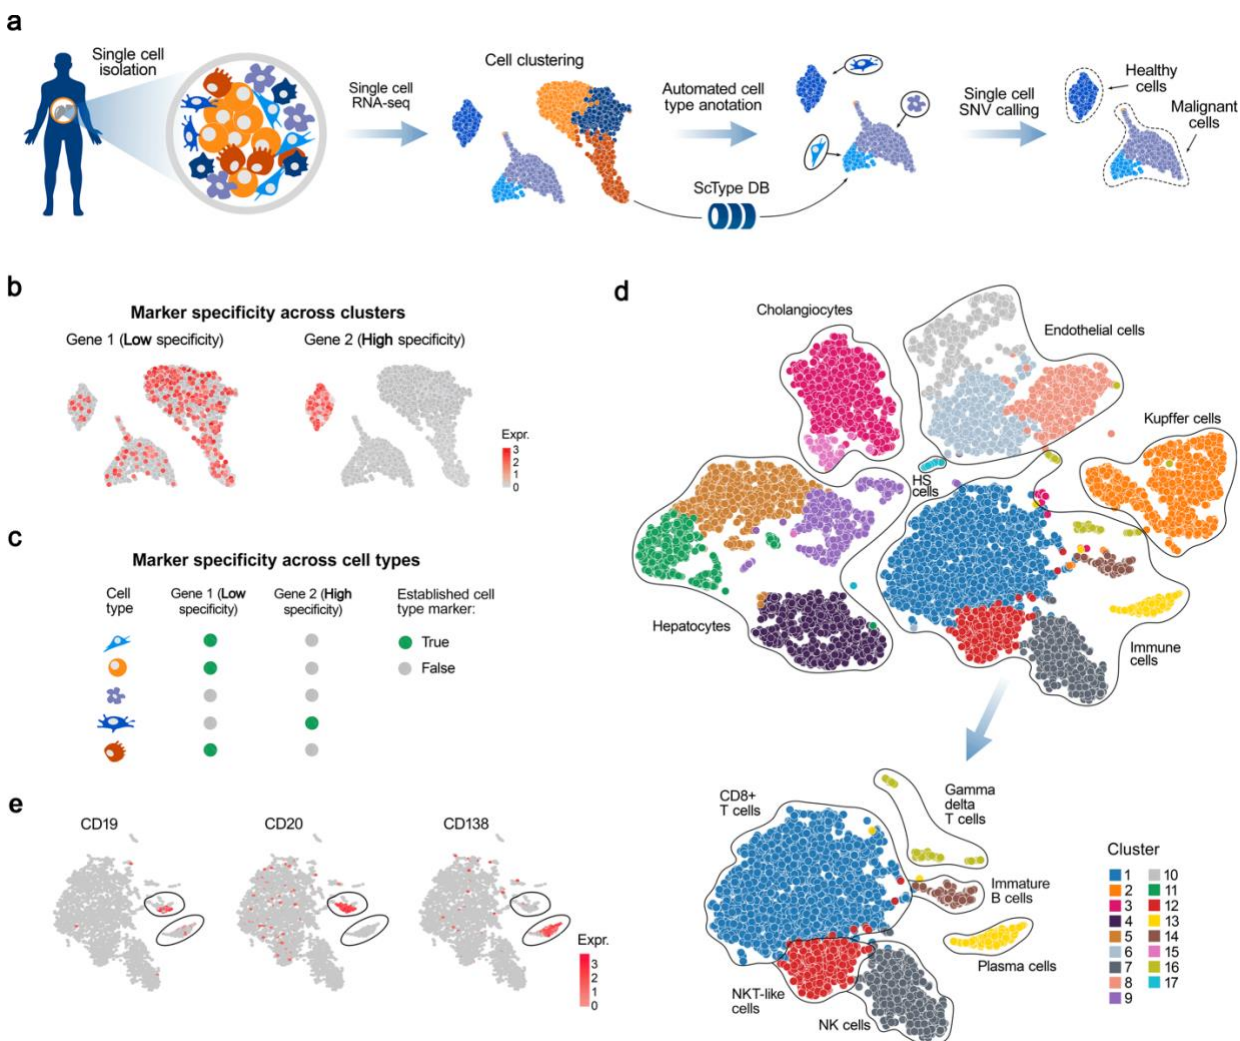 a
Single cell
isolation
Single cell
RNA-seq
Cell clustering
Automated cell
type anotation
ScType DB
Single cell
SNV calling
Healthy
cells
Malignant
cells
b
Marker specificity across clusters
Gene 1 (Low specificity)
Gene 2 (High specificity)
Expr.
3
2
1
0
c
Marker specificity across cell types
Cell
type
Gene 1 (Low
specificity)
Gene 2 (High
specificity)
Established cell
type marker:
True
False
d
Cholangiocytes
Endothelial cells
Kupffer cells
HS
cells
Hepatocytes
Immune
cells
CD8+
T cells
Gamma
delta
T cells
Immature
B cells
Plasma cells
NKT-like
cells
NK cells
Cluster
1 10
2 11
3 12
4 13
5 14
6 15
7 16
8 17
9
e
CD19
CD20
CD138
Expr.
3
2
1
0